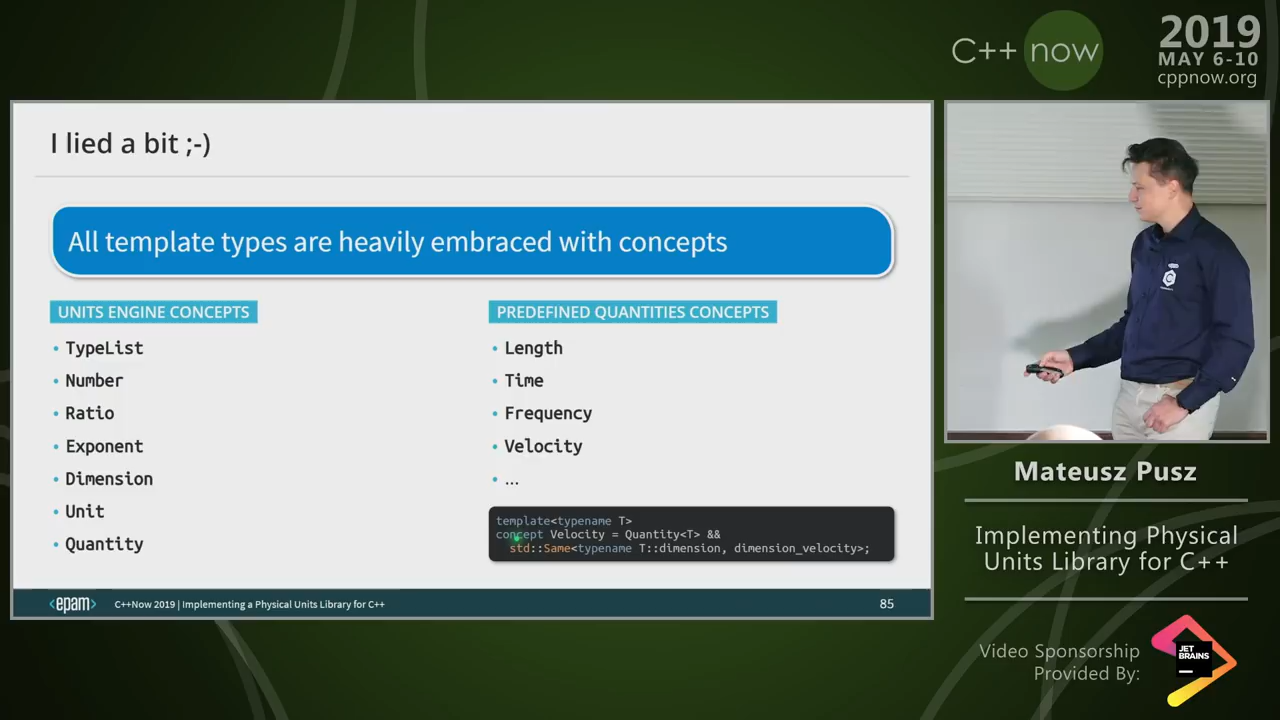 C++ now
2019
MAY 6-10
cppnow.org
I lied a bit ;-)
All template types are heavily embraced with concepts
UNITS ENGINE CONCEPTS
• TypeList
• Number
• Ratio
• Exponent
• Dimension
• Unit
• Quantity
PREDEFINED QUANTITIES CONCEPTS
• Length
• Time
• Frequency
• Velocity
• ...
template<typename T>
concept Velocity = Quantity<T> &&
std::Same<typename T::dimension, dimension_velocity>;
<epam> C++Now 2019 | Implementing a Physical Units Library for C++ 85
Mateusz Pusz
Implementing Physical
Units Library for C++
Video Sponsorship
Provided By:
JET
BRAINS